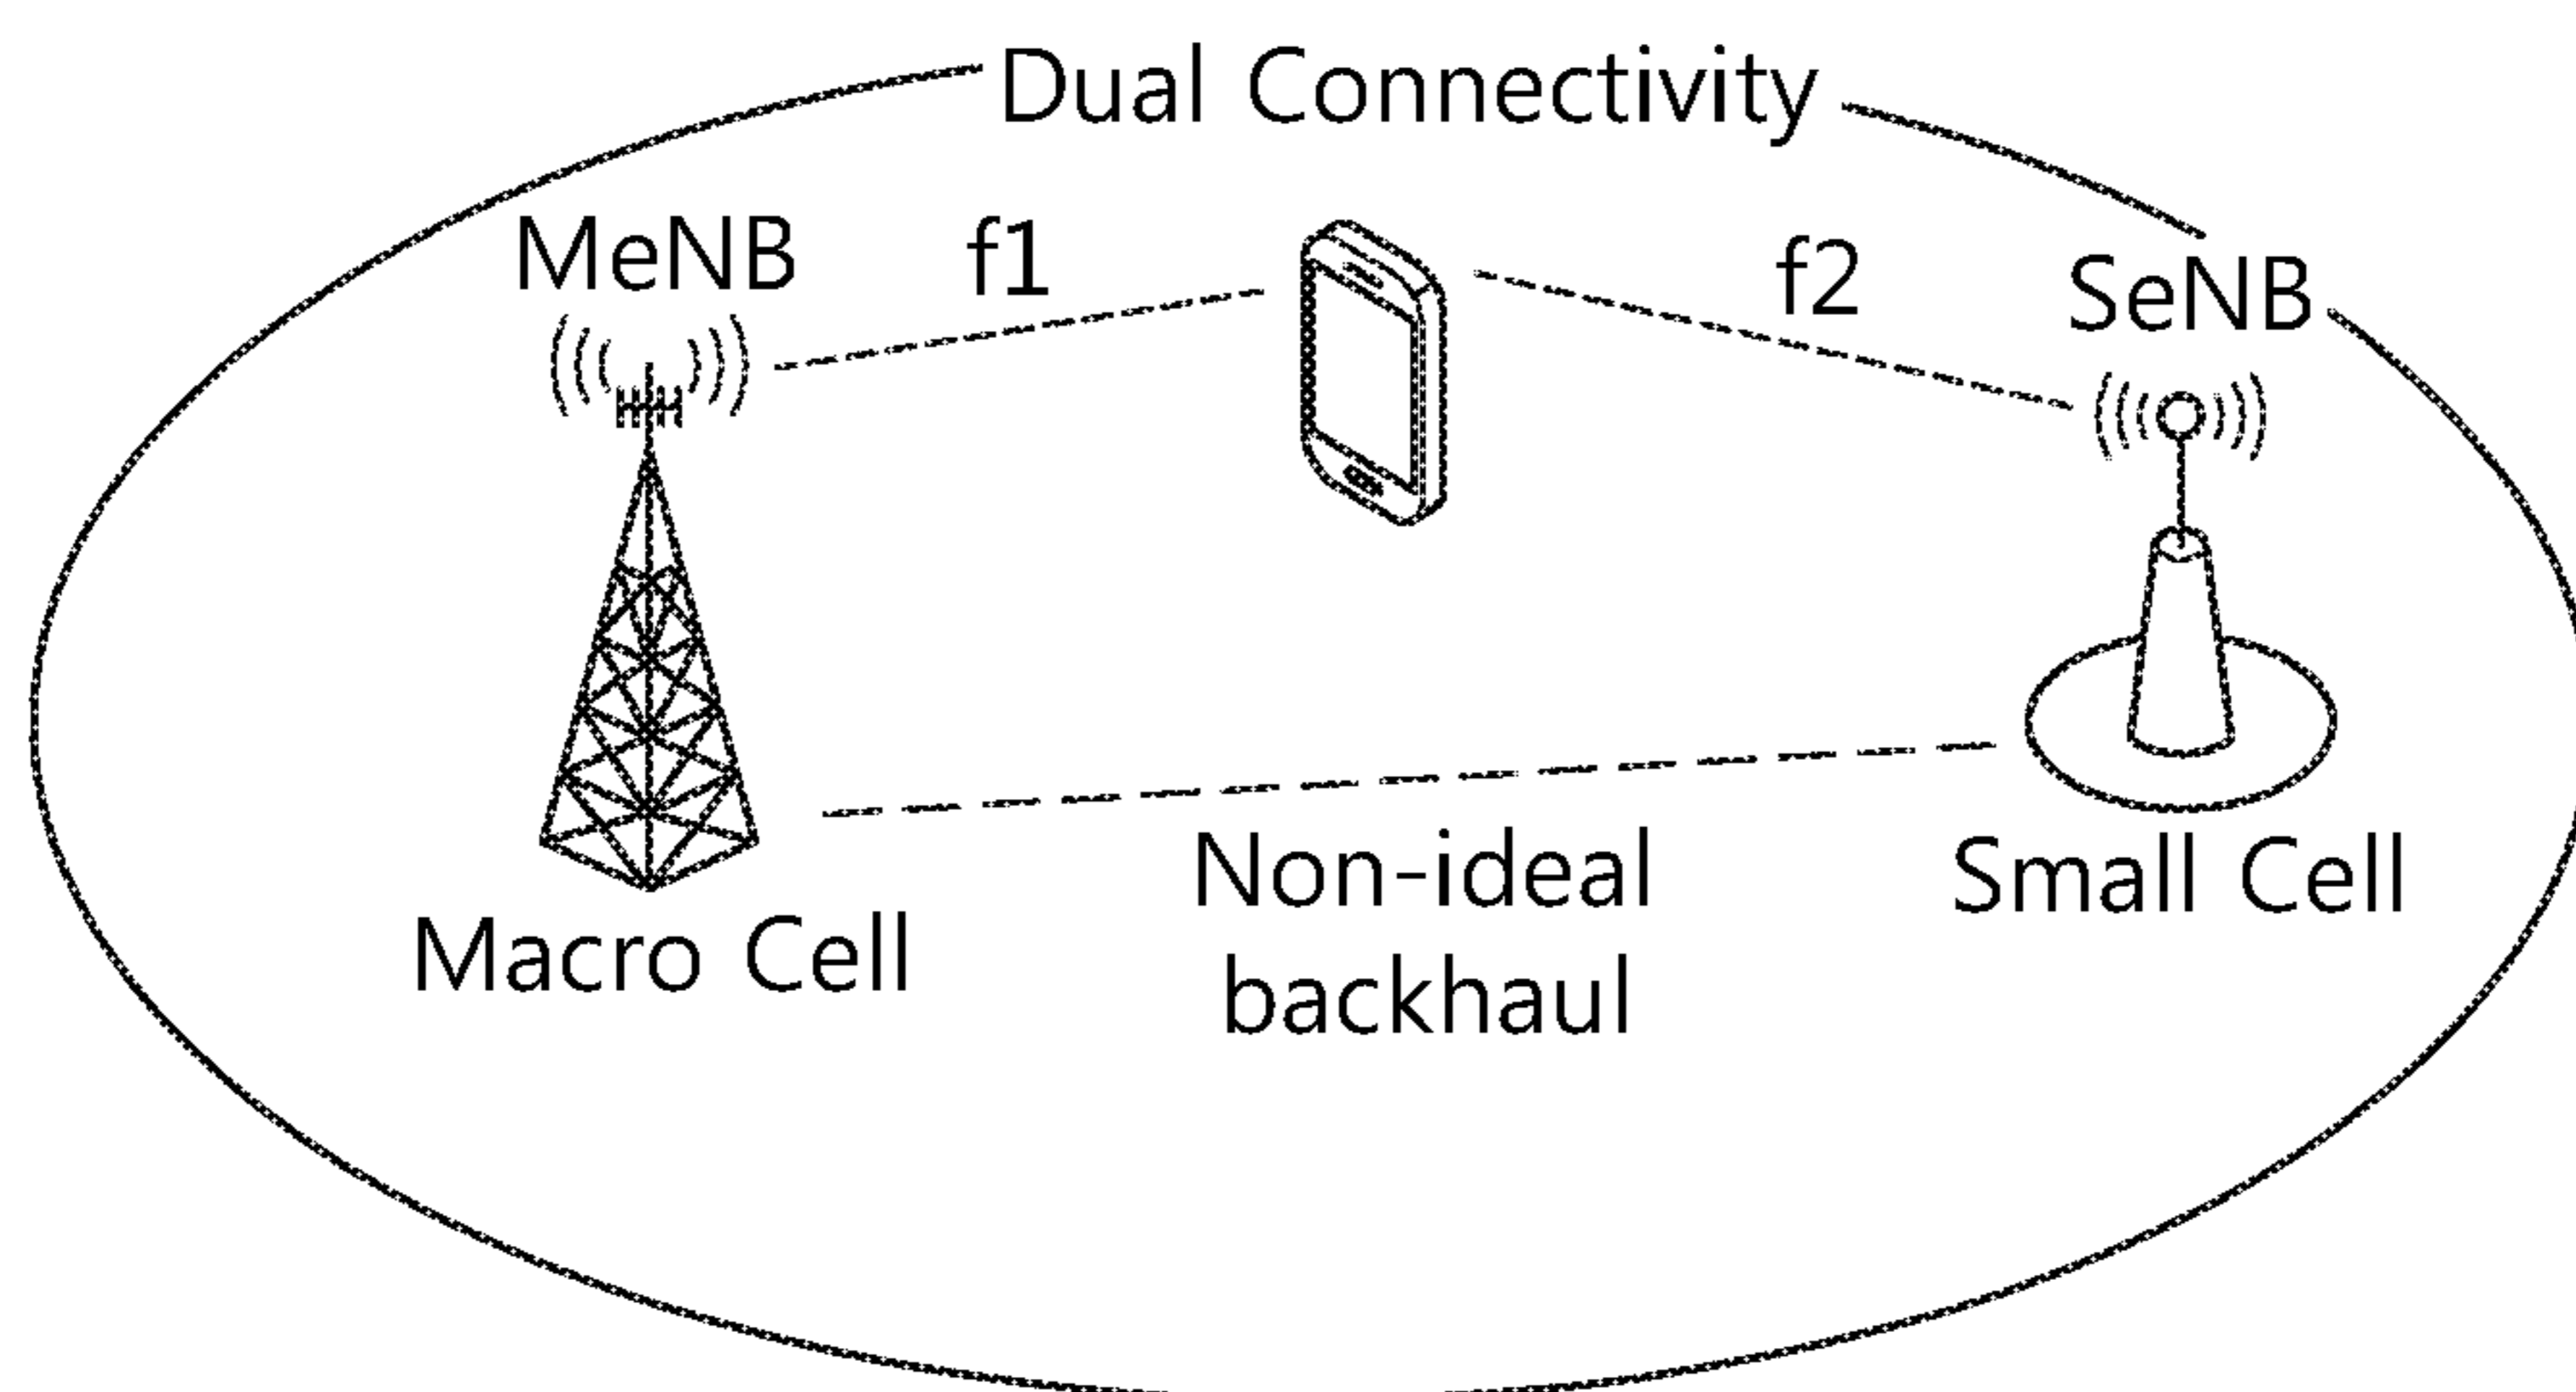 Dual Connectivity
MeNB
f1
f2
SeNB
Non-ideal
backhaul
Small Cell
Macro Cell